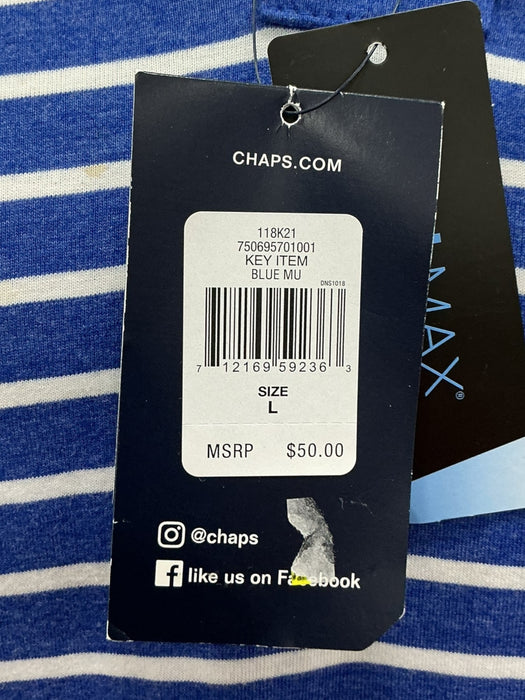 CHAPS.COM
118K21
750695701001
KEY ITEM
BLUE MU
DNS1018
7 12169 59236 3
SIZE
L
MSRP $50.00
@chaps
like us on Facebook
MAX®